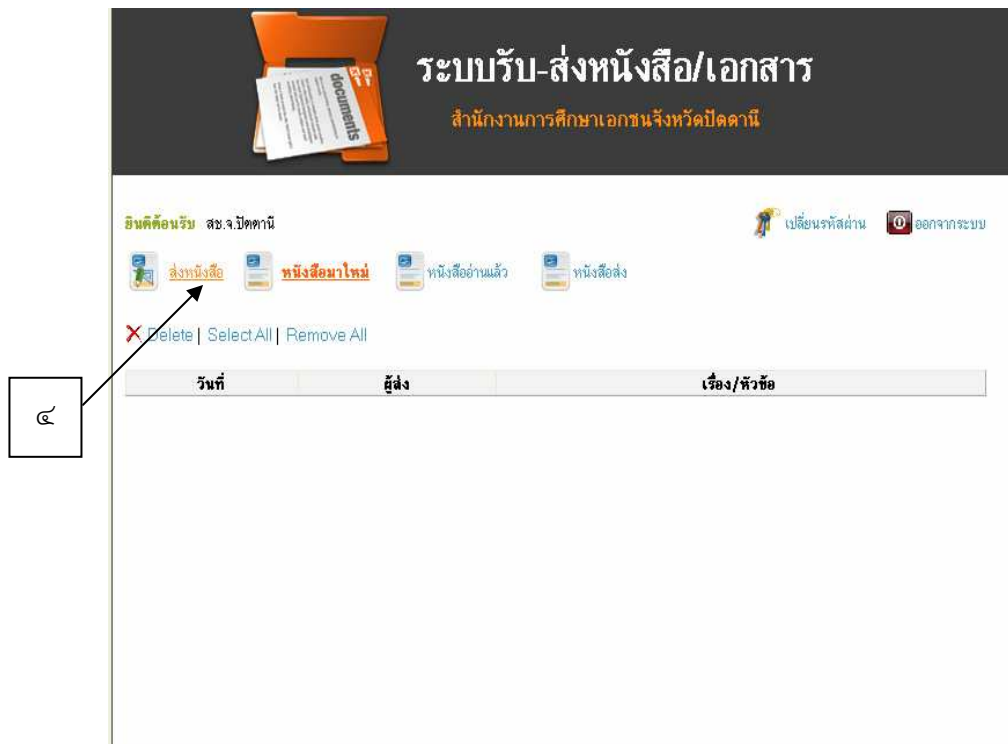 documents
ระบบรับ-ส่งหนังสือ/เอกสาร
สำนักงานการศึกษาเอกชนจังหวัดปัตตานี
ยินดีต้อนรับ สช.จ.ปัตตานี
เปลี่ยนรหัสผ่าน ออกจากระบบ
ส่งหนังสือ หนังสือมาใหม่ หนังสืออ่านแล้ว หนังสือส่ง
Delete | Select All | Remove All
วันที่ ผู้ส่ง เรื่อง/หัวข้อ
๔